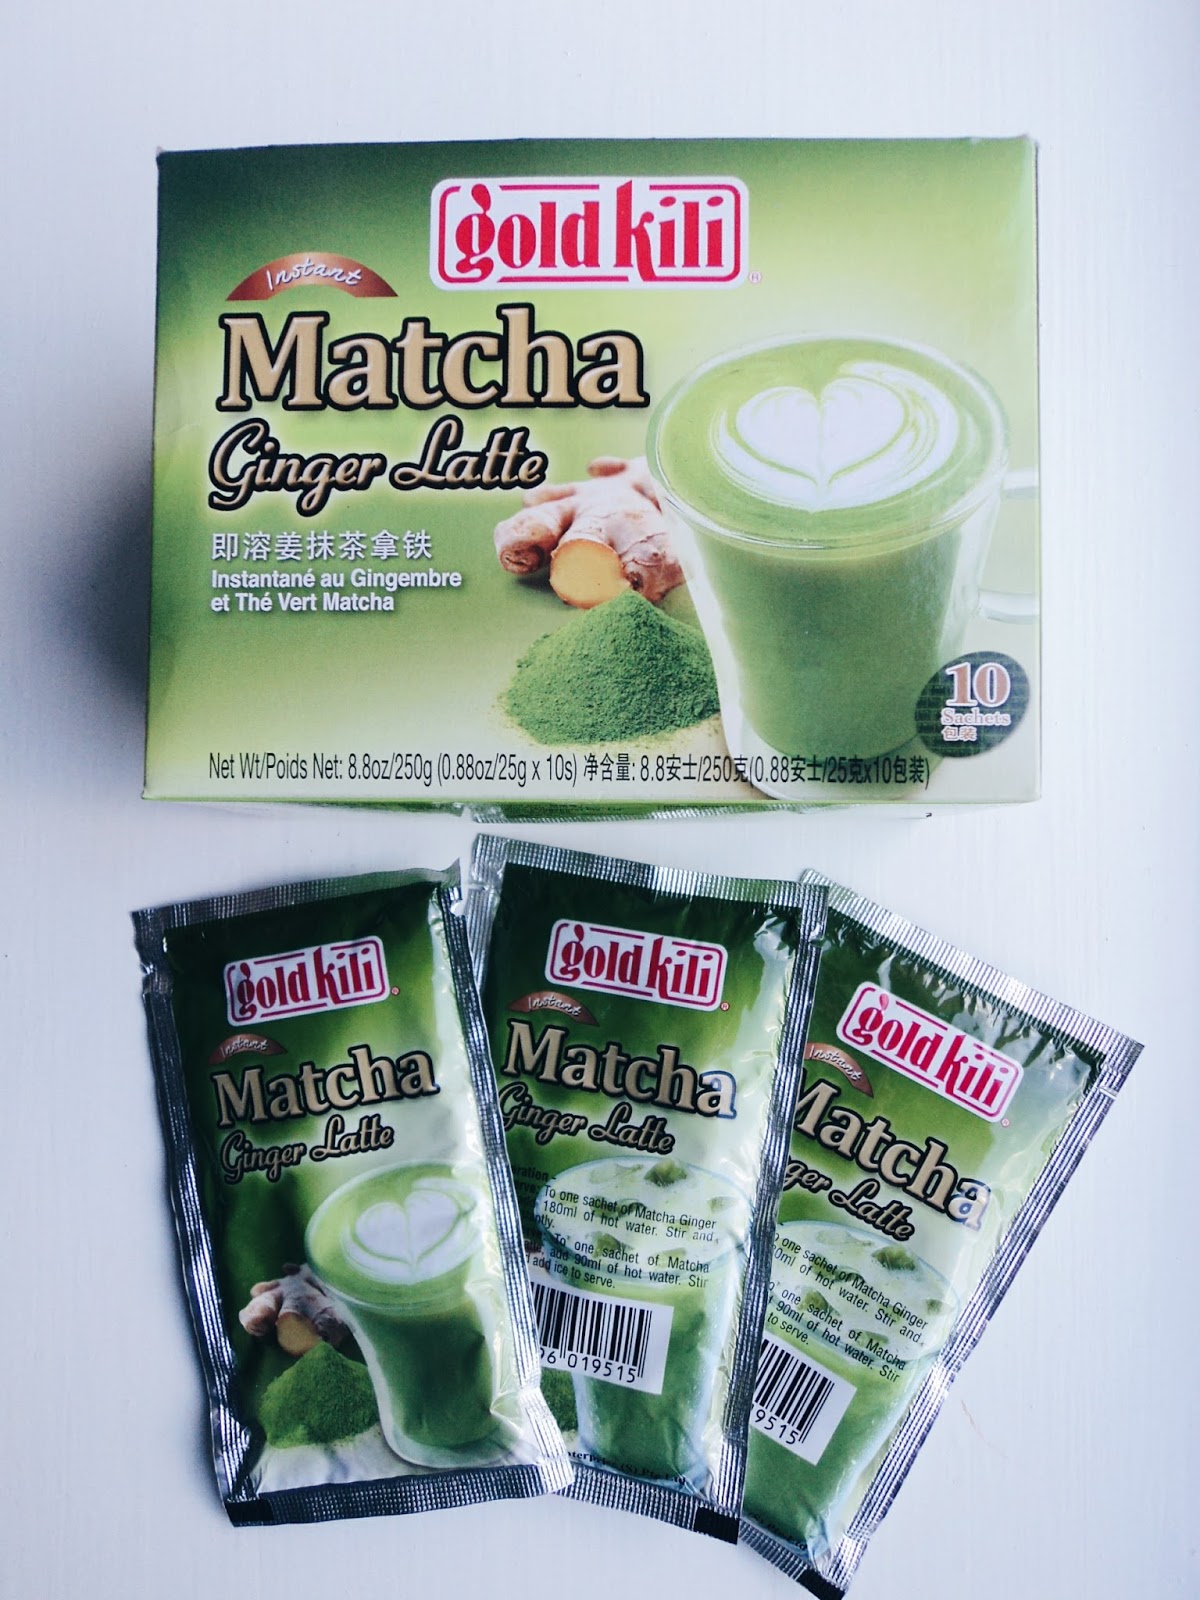 gold kili ®
Instant
Matcha
Ginger Latte
即溶姜抹茶拿铁
Instantané au Gingembre
et Thé Vert Matcha
10
Sachets
包装
Net Wt/Poids Net: 8.8oz/250g (0.88oz/25g x 10s) 净含量: 8.8安士/250克(0.88安士/25克x10包装)
gold kili
Instant
Matcha
Ginger Latte
gold kili ®
Instant
Matcha
Ginger Latte
To one sachet of Matcha Ginger
180ml of hot water. Stir and
To one sachet of Matcha
add 90ml of hot water. Stir
add ice to serve.
019515
gold kili
Instant
Matcha
Latte
one sachet of Matcha Ginger
of hot water. Stir and
one sachet of Matcha
90ml of hot water. Stir
to serve.
9515